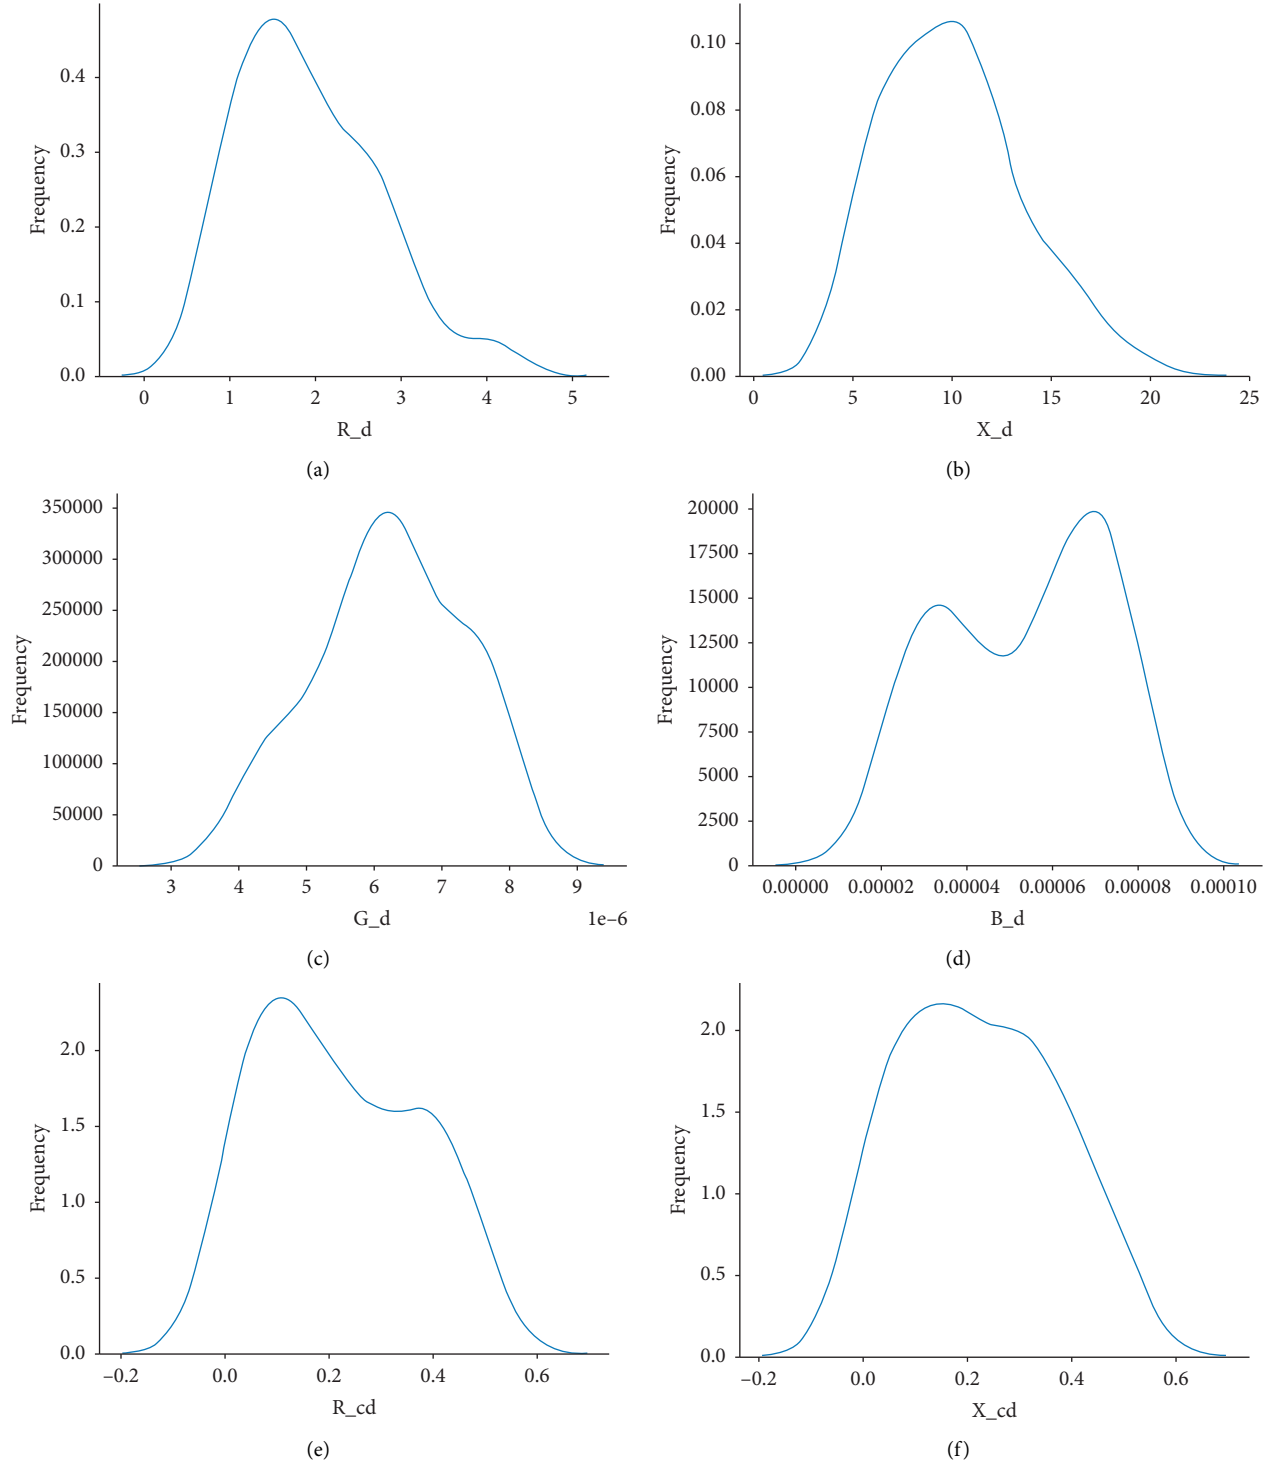 Frequency
0.4
0.3
0.2
0.1
0.0
0 1 2 3 4 5
R_d
(a)
Frequency
0.10
0.08
0.06
0.04
0.02
0.00
0 5 10 15 20 25
X_d
(b)
Frequency
350000
300000
250000
200000
150000
100000
50000
0
3 4 5 6 7 8 9
G_d 1e–6
(c)
Frequency
20000
17500
15000
12500
10000
7500
5000
2500
0
0.00000 0.00002 0.00004 0.00006 0.00008 0.00010
B_d
(d)
Frequency
2.0
1.5
1.0
0.5
0.0
–0.2 0.0 0.2 0.4 0.6
R_cd
(e)
Frequency
2.0
1.5
1.0
0.5
0.0
–0.2 0.0 0.2 0.4 0.6
X_cd
(f)